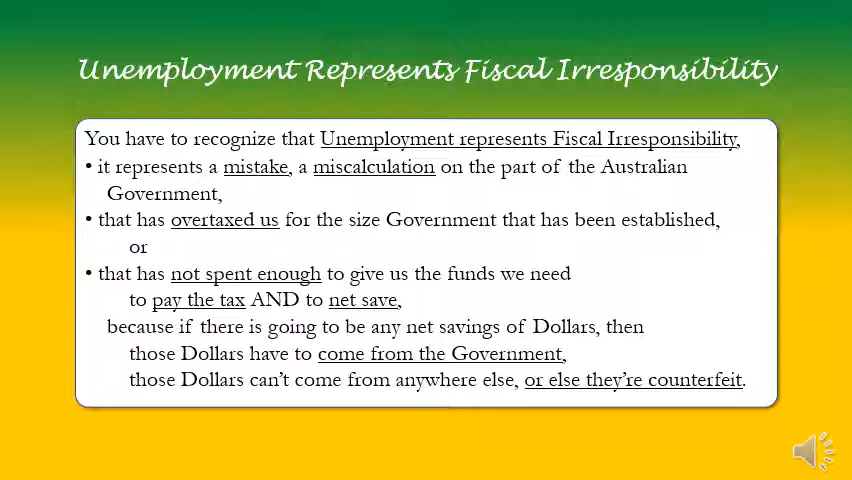 Unemployment Represents Fiscal Irresponsibility
You have to recognize that Unemployment represents Fiscal Irresponsibility,
• it represents a mistake, a miscalculation on the part of the Australian
Government,
• that has overtaxed us for the size Government that has been established,
or
• that has not spent enough to give us the funds we need
to pay the tax AND to net save,
because if there is going to be any net savings of Dollars, then
those Dollars have to come from the Government,
those Dollars can't come from anywhere else, or else they're counterfeit.